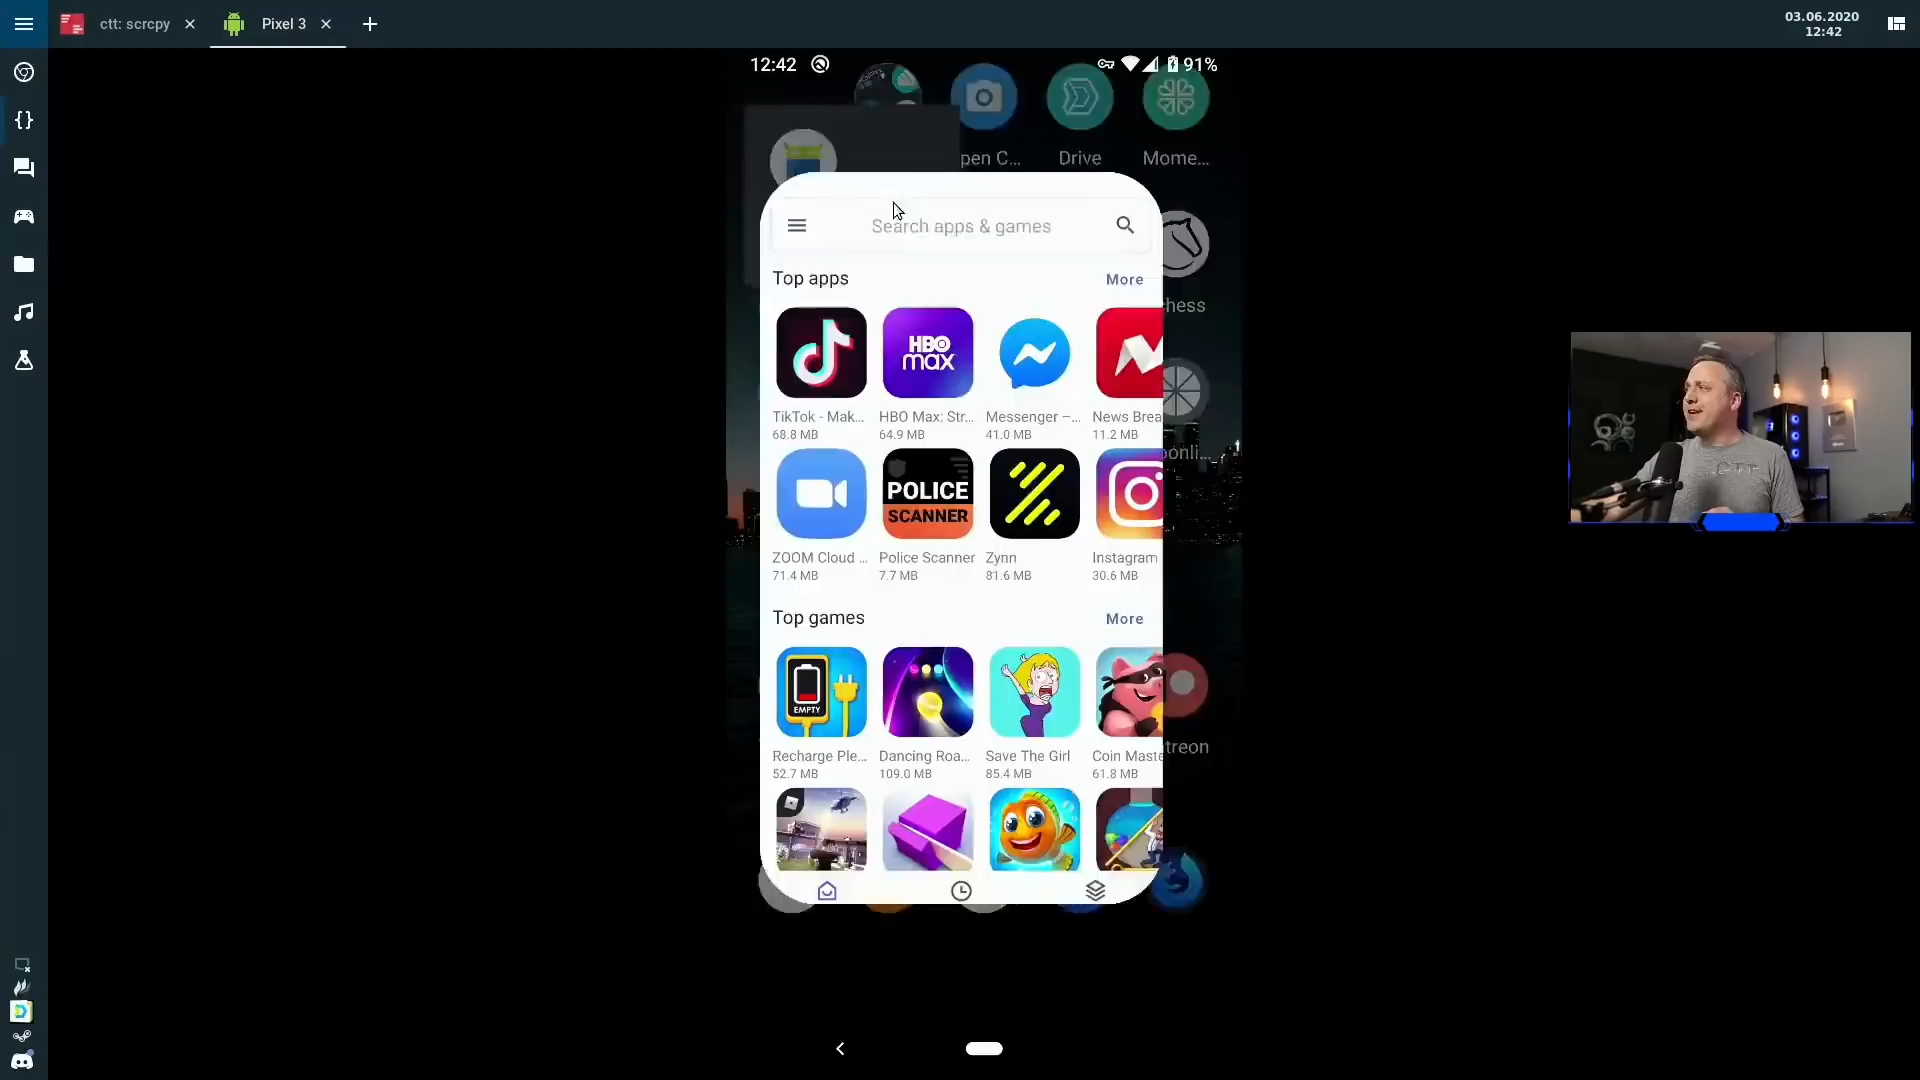 ctt: scrcpy
Pixel 3
03.06.2020
12:42
12:42
91%
pen C...
Drive
Mome...
Search apps & games
hess
Top apps
More
HBO
max
TikTok - Mak...
HBO Max: Str...
Messenger –...
News Brea
68.8 MB
64.9 MB
41.0 MB
11.2 MB
onli...
POLICE
SCANNER
ZOOM Cloud ...
Police Scanner
Zynn
Instagram
71.4 MB
7.7 MB
81.6 MB
30.6 MB
Top games
More
EMPTY
Recharge Ple...
Dancing Roa...
Save The Girl
Coin Maste
treon
52.7 MB
109.0 MB
85.4 MB
61.8 MB
CTT